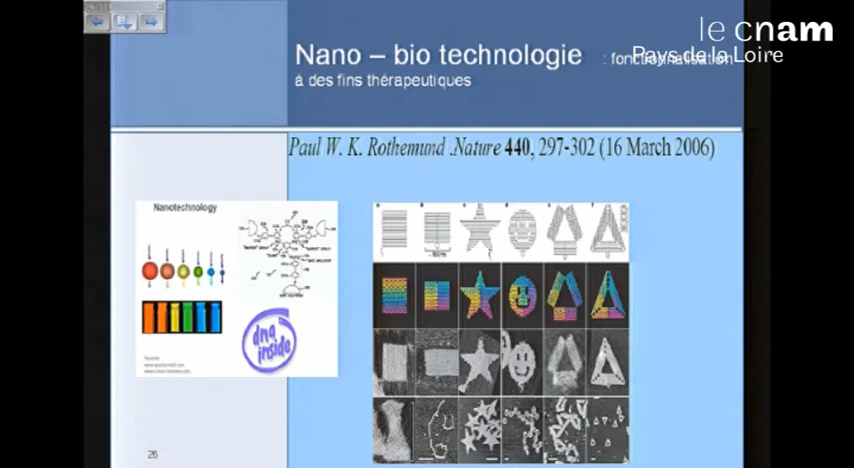 le cnam
Pays de la Loire
Nano – bio technologie : fonctionnalisation
à des fins thérapeutiques
Paul W. K. Rothemund .Nature 440, 297-302 (16 March 2006)
Nanotechnology
dna
inside
26